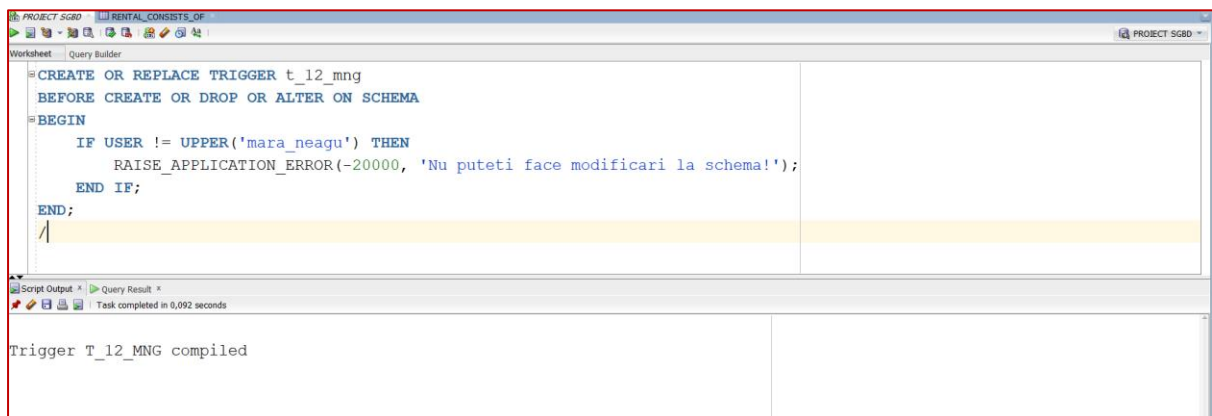 PROJECT SGBD RENTAL_CONSISTS_OF
PROIECT SGBD
Worksheet Query Builder
CREATE OR REPLACE TRIGGER t_12_mng
BEFORE CREATE OR DROP OR ALTER ON SCHEMA
BEGIN
IF USER != UPPER('mara_neagu') THEN
RAISE_APPLICATION_ERROR(-20000, 'Nu puteti face modificari la schema!');
END IF;
END;
/
Script Output × Query Result ×
Task completed in 0,092 seconds
Trigger T_12_MNG compiled